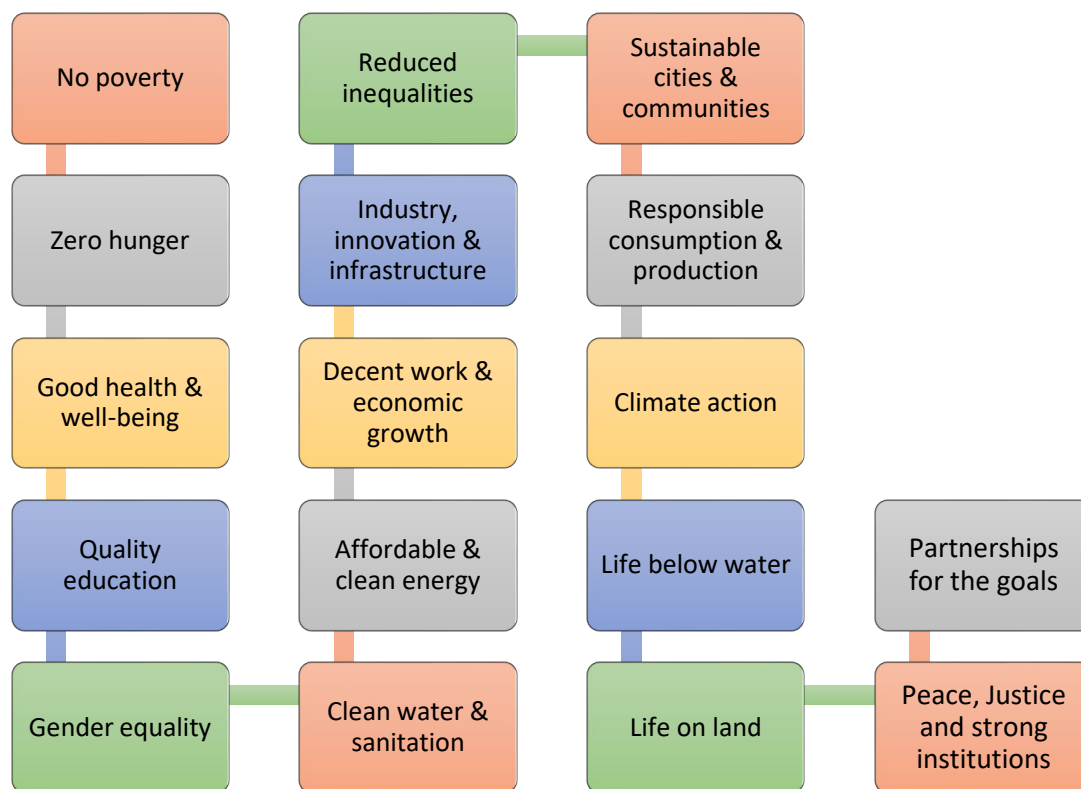 No poverty
Zero hunger
Good health &
well-being
Quality
education
Gender equality
Clean water &
sanitation
Affordable &
clean energy
Decent work &
economic
growth
Industry,
innovation &
infrastructure
Reduced
inequalities
Sustainable
cities &
communities
Responsible
consumption &
production
Climate action
Life below water
Life on land
Peace, Justice
and strong
institutions
Partnerships
for the goals